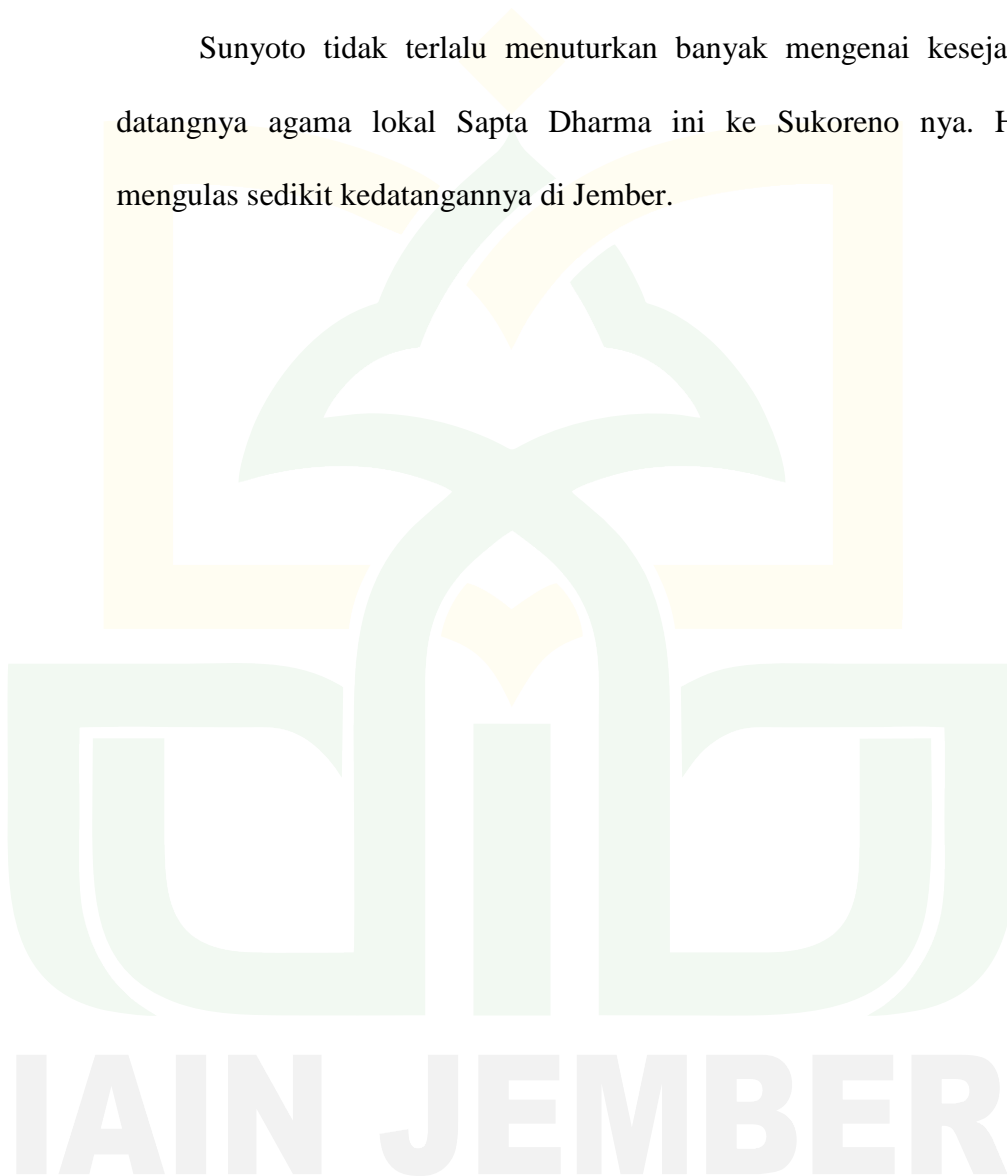 Sunyoto tidak terlalu menuturkan banyak mengenai
datangnya agama lokal Sapta Dharma ini ke Sukoreno nya.
mengulas sedikit kedatangannya di Jember.
IAIN JEMBER